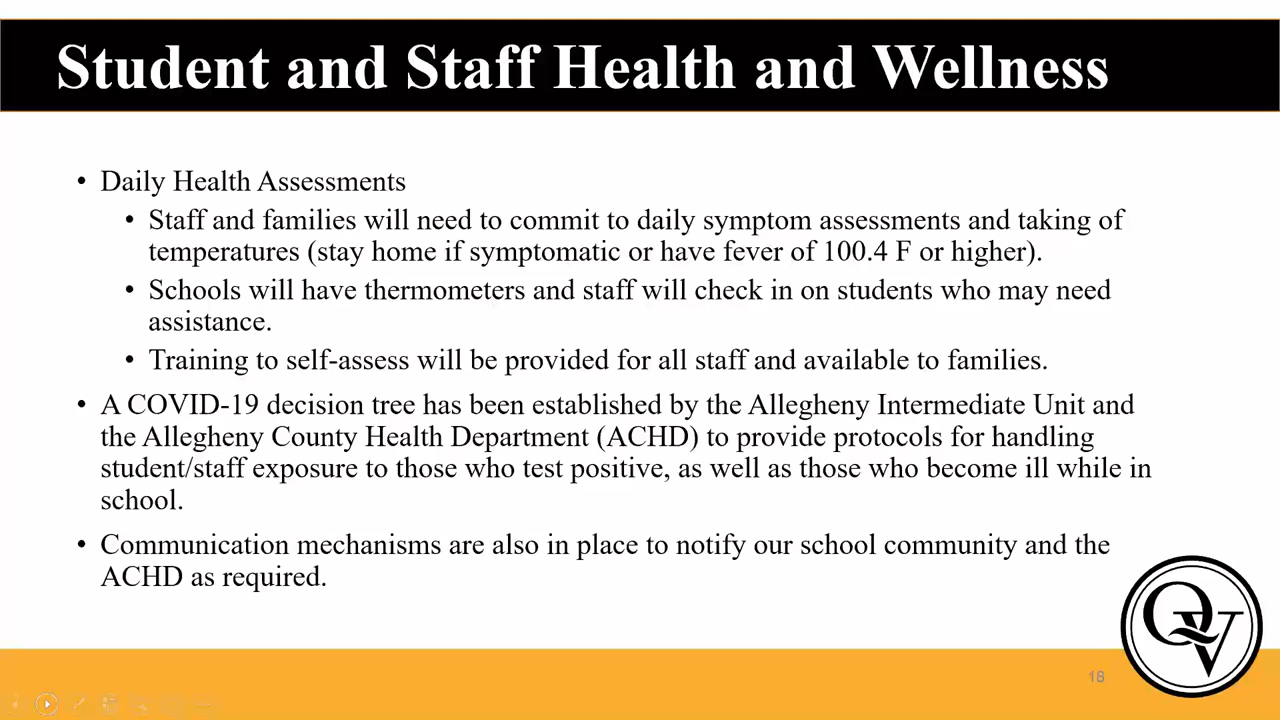 Student and Staff Health and Wellness
• Daily Health Assessments
• Staff and families will need to commit to daily symptom assessments and taking of
temperatures (stay home if symptomatic or have fever of 100.4 F or higher).
• Schools will have thermometers and staff will check in on students who may need
assistance.
• Training to self-assess will be provided for all staff and available to families.
• A COVID-19 decision tree has been established by the Allegheny Intermediate Unit and
the Allegheny County Health Department (ACHD) to provide protocols for handling
student/staff exposure to those who test positive, as well as those who become ill while in
school.
• Communication mechanisms are also in place to notify our school community and the
ACHD as required.
QV
18